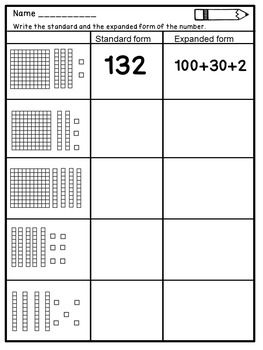 Name __________
Write the standard and the expanded form of the number.
Standard form Expanded form
132 100+30+2